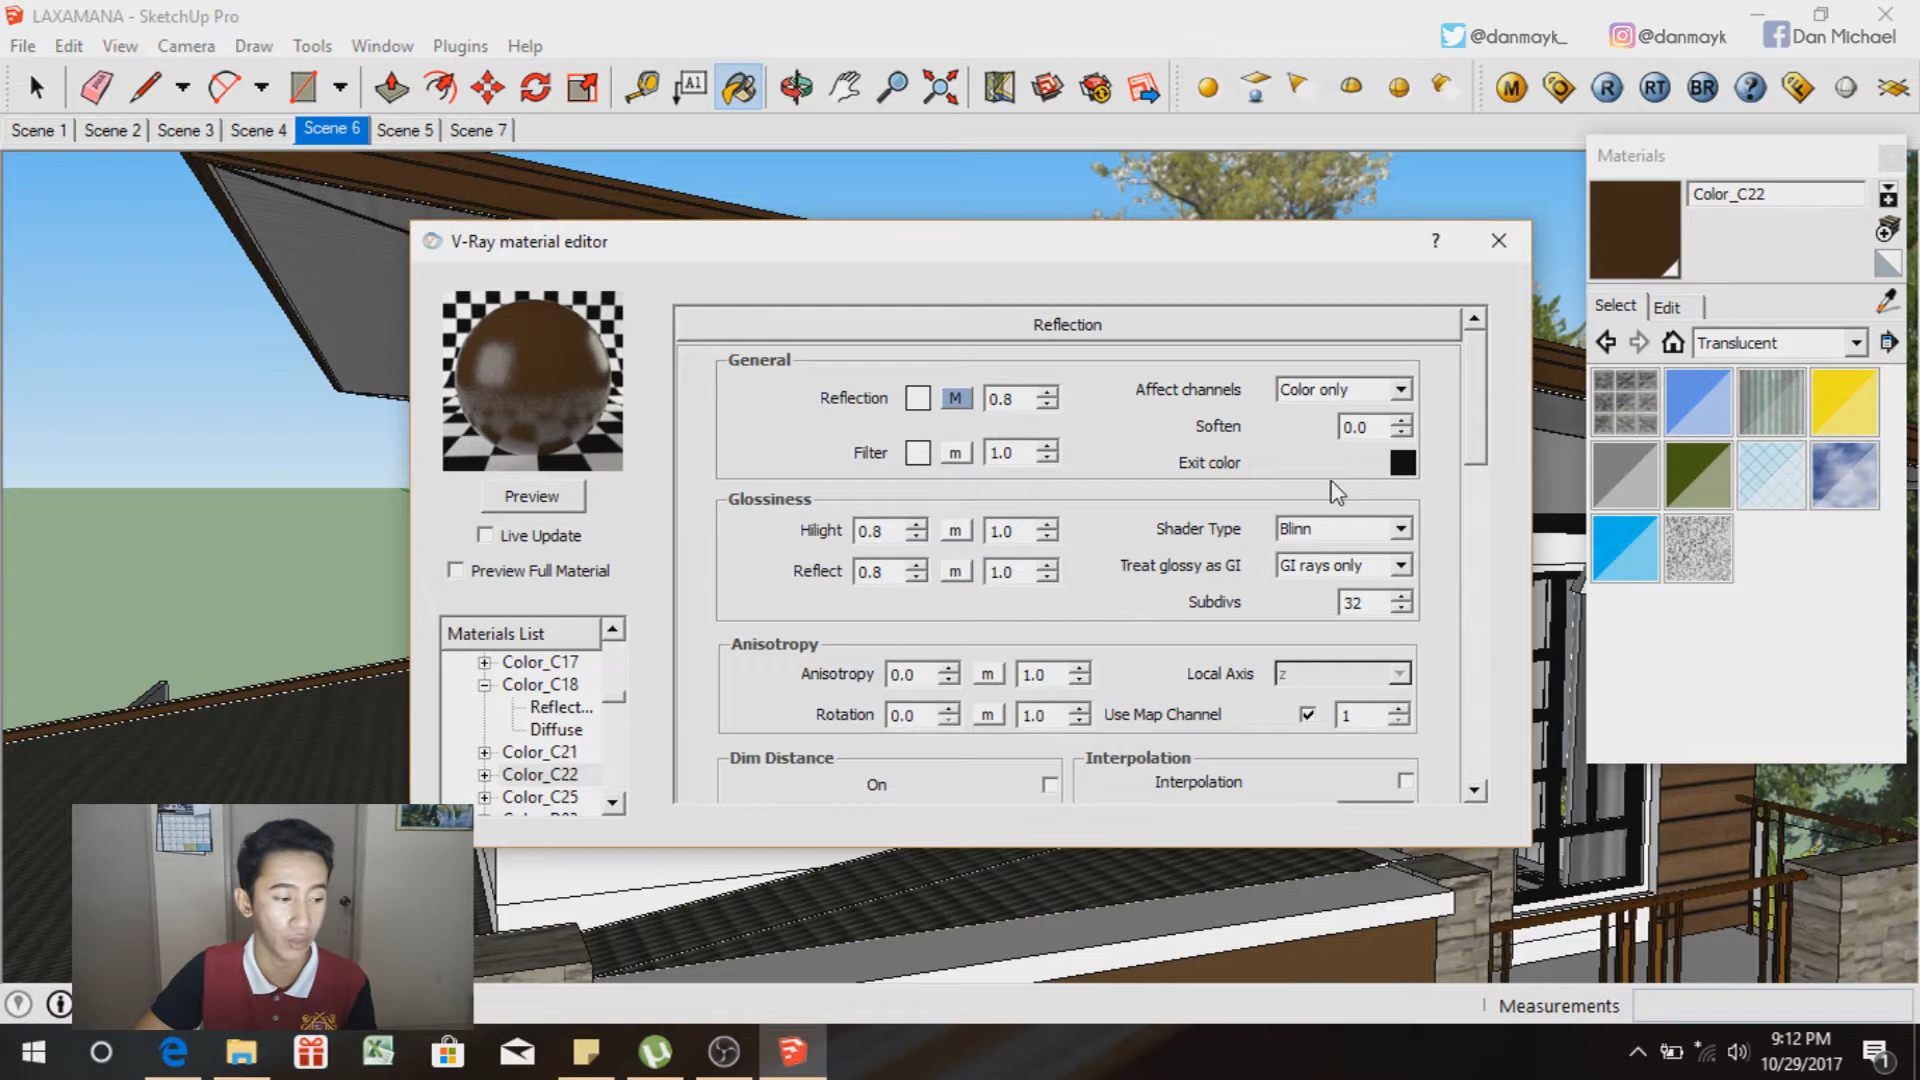 LAXAMANA - SketchUp Pro
@danmayk_
@danmayk
Dan Michael
File Edit View Camera Draw Tools Window Plugins Help
A1
M
R
RT
BR
?
Scene 1
Scene 2
Scene 3
Scene 4
Scene 6
Scene 5
Scene 7
Materials
Color_C22
Select
Edit
Translucent
V-Ray material editor
?
Preview
Live Update
Preview Full Material
Materials List
Color_C17
Color_C18
Reflect...
Diffuse
Color_C21
Color_C22
Color_C25
Reflection
General
Reflection M 0.8
Affect channels Color only
Soften 0.0
Filter m 1.0
Exit color
Glossiness
Hilight 0.8 m 1.0
Shader Type Blinn
Reflect 0.8 m 1.0
Treat glossy as GI GI rays only
Subdivs 32
Anisotropy
Anisotropy 0.0 m 1.0
Local Axis z
Rotation 0.0 m 1.0
Use Map Channel 1
Dim Distance
On
Interpolation
Interpolation
Measurements
9:12 PM
10/29/2017
1